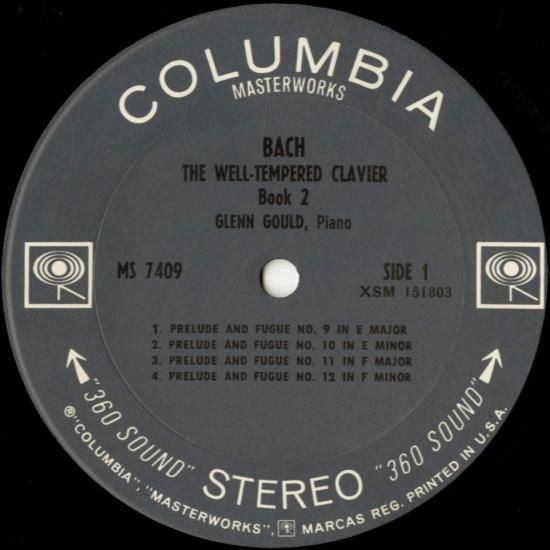 COLUMBIA
MASTERWORKS
BACH
THE WELL-TEMPERED CLAVIER
Book 2
GLENN GOULD, Piano
MS 7409
SIDE 1
XSM 151803
1. PRELUDE AND FUGUE NO. 9 IN E MAJOR
2. PRELUDE AND FUGUE NO. 10 IN E MINOR
3. PRELUDE AND FUGUE NO. 11 IN F MAJOR
4. PRELUDE AND FUGUE NO. 12 IN F MINOR
"360 SOUND" STEREO "360 SOUND"
®"COLUMBIA", "MASTERWORKS", MARCAS REG. PRINTED IN U.S.A.